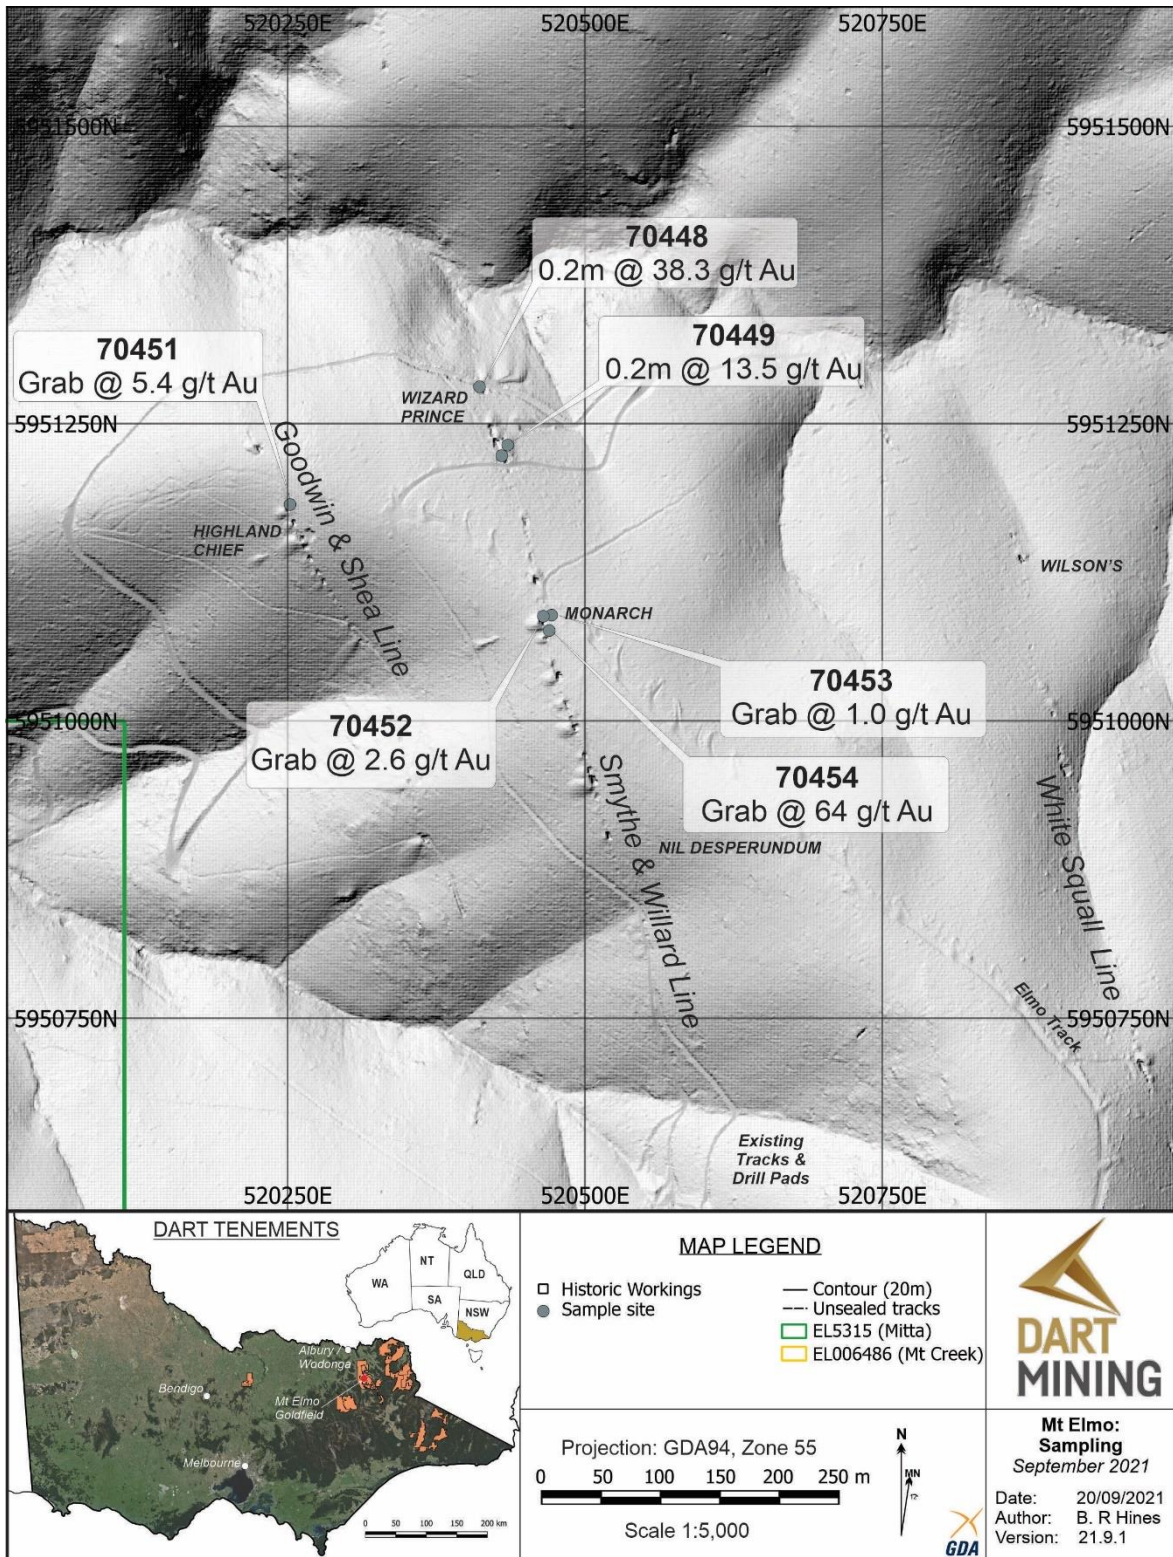 520250E 520500E 520750E
5951500N 5951500N
70448
0.2m @ 38.3 g/t Au
70449
0.2m @ 13.5 g/t Au
70451
Grab @ 5.4 g/t Au
WIZARD
PRINCE
5951250N 5951250N
Goodwin & Shea Line
HIGHLAND
CHIEF
WILSON'S
MONARCH
70453
Grab @ 1.0 g/t Au
70452
Grab @ 2.6 g/t Au
5951000N 5951000N
70454
Grab @ 64 g/t Au
Smythe & Willard Line
NIL DESPERUNDUM
White Squall Line
Elmo Track
5950750N 5950750N
Existing
Tracks &
Drill Pads
520250E 520500E 520750E
DART TENEMENTS
WA
NT
SA
QLD
NSW
Albury /
Wodonga
Bendigo
Mt Elmo
Goldfield
Melbourne
0 50 100 150 200 km
MAP LEGEND
Historic Workings
Sample site
Contour (20m)
Unsealed tracks
EL5315 (Mitta)
EL006486 (Mt Creek)
Projection: GDA94, Zone 55
0 50 100 150 200 250 m
Scale 1:5,000
N
MN
GDA
DART
MINING
Mt Elmo:
Sampling
September 2021
Date: 20/09/2021
Author: B. R Hines
Version: 21.9.1